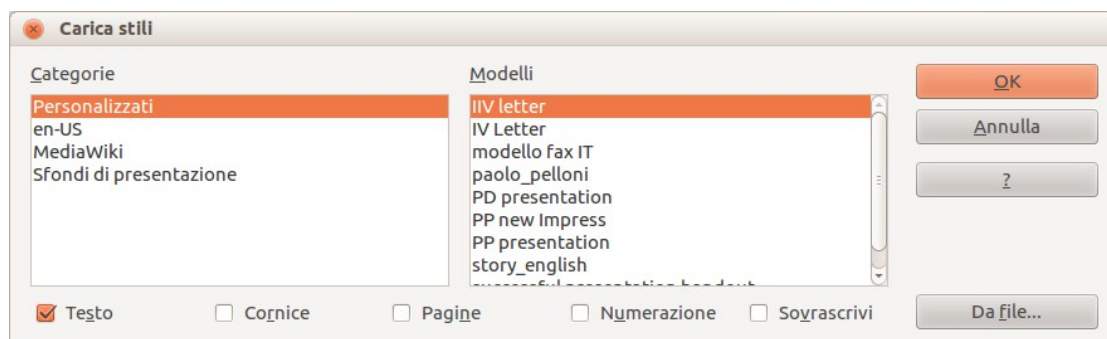 Carica stili
Categorie
Personalizzati
en-US
MediaWiki
Sfondi di presentazione
Modelli
IIV letter
IV Letter
modello fax IT
paolo_pelloni
PD presentation
PP new Impress
PP presentation
story_english
OK
Annulla
?
Testo
Cornice
Pagine
Numerazione
Sovrascrivi
Da file...